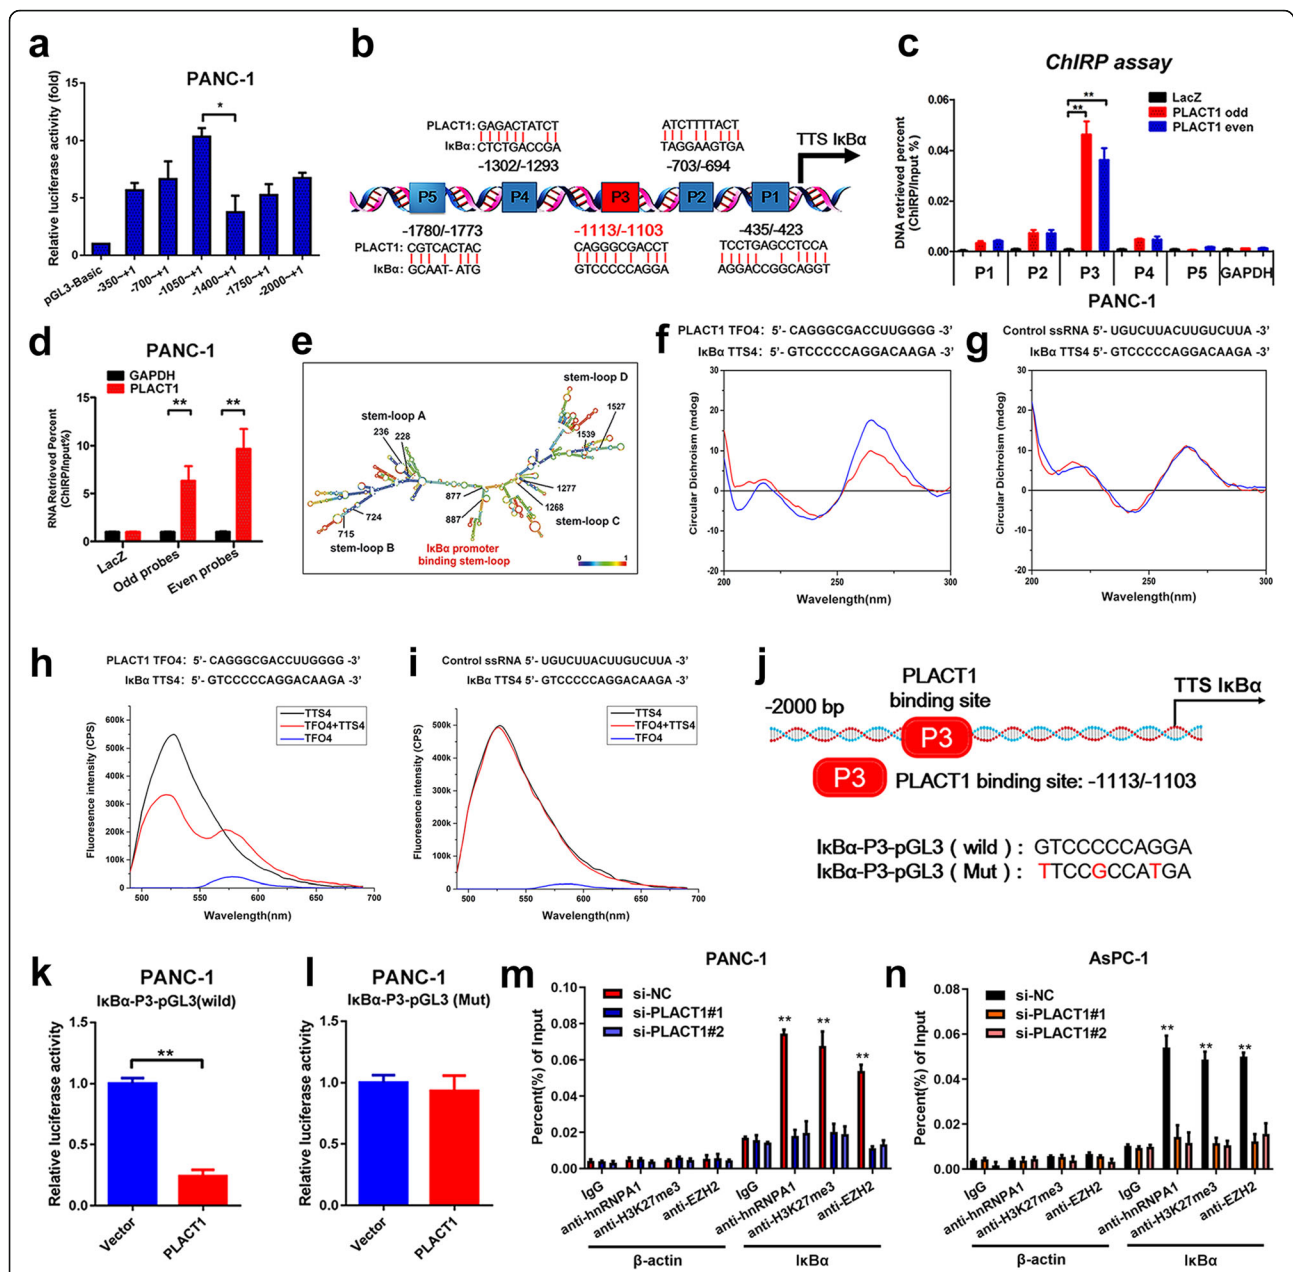 a
PANC-1
Relative luciferase activity (fold)
15
10
5
0
pGL3-Basic
-350~+1
-700~+1
-1050~+1
-1400~+1
-1750~+1
-2000~+1
*
b
PLACT1: GAGACTATCT
IκBα: CTCTGACCGA
-1302/-1293
ATCTTTTACT
TAGGAAGTGA
-703/-694
TTS IκBα
P5 P4 P3 P2 P1
-1780/-1773
PLACT1: CGTCACTAC
IκBα: GCAAT- ATG
-1113/-1103
CAGGGCGACCT
GTCCCCCAGGA
-435/-423
TCCTGAGCCTCCA
AGGACCGGCAGGT
c
ChIRP assay
DNA retrieved percent
(ChIRP/Input %)
0.06
0.04
0.02
0.00
LacZ
PLACT1 odd
PLACT1 even
**
**
P1 P2 P3 P4 P5 GAPDH
PANC-1
d
PANC-1
GAPDH
PLACT1
RNA Retrieved Percent
(ChIRP/Input%)
15
10
5
0
** **
LacZ
Odd probes
Even probes
e
stem-loop D
stem-loop A
236 228
1539 1527
877
887
1277
1268
724
715
stem-loop B
stem-loop C
IκBα promoter
binding stem-loop
0 1
f
PLACT1 TFO4: 5'- CAGGGCGACCUUGGGG -3'
IκBα TTS4: 5'- GTCCCCCAGGACAAGA -3'
Circular Dichroism (mdog)
30
20
10
0
-10
-20
200 250 300
Wavelength(nm)
g
Control ssRNA 5'- UGUCUUACUUGUCUUA -3'
IκBα TTS4 5'- GTCCCCCAGGACAAGA -3'
Circular Dichroism (mdog)
30
20
10
0
-10
-20
200 250 300
Wavelength(nm)
h
PLACT1 TFO4: 5'- CAGGGCGACCUUGGGG -3'
IκBα TTS4: 5'- GTCCCCCAGGACAAGA -3'
Fluoresence intensity (CPS)
600k
500k
400k
300k
200k
100k
0
TTS4
TFO4+TTS4
TFO4
500 550 600 650 700
Wavelength(nm)
i
Control ssRNA 5'- UGUCUUACUUGUCUUA -3'
IκBα TTS4 5'- GTCCCCCAGGACAAGA -3'
Fluoresence intensity (CPS)
500k
400k
300k
200k
100k
0
TTS4
TFO4+TTS4
TFO4
500 550 600 650 700
Wavelength(nm)
j
PLACT1
binding site
TTS IκBα
-2000 bp
P3
P3
PLACT1 binding site: -1113/-1103
IκBα-P3-pGL3 ( wild ) : GTCCCCCAGGA
IκBα-P3-pGL3 ( Mut ) : TTCCGCCATGA
k
PANC-1
IκBα-P3-pGL3(wild)
Relative luciferase activity
1.5
1.0
0.5
0.0
**
Vector
PLACT1
l
PANC-1
IκBα-P3-pGL3 (Mut)
Relative luciferase activity
1.5
1.0
0.5
0.0
Vector
PLACT1
m
PANC-1
si-NC
si-PLACT1#1
si-PLACT1#2
Percent(%) of Input
0.10
0.08
0.06
0.04
0.02
0.00
** ** **
IgG
anti-hnRNPA1
anti-H3K27me3
anti-EZH2
IgG
anti-hnRNPA1
anti-H3K27me3
anti-EZH2
β-actin IκBα
n
AsPC-1
si-NC
si-PLACT1#1
si-PLACT1#2
Percent(%) of Input
0.08
0.06
0.04
0.02
0.00
** ** **
IgG
anti-hnRNPA1
anti-H3K27me3
anti-EZH2
IgG
anti-hnRNPA1
anti-H3K27me3
anti-EZH2
β-actin IκBα